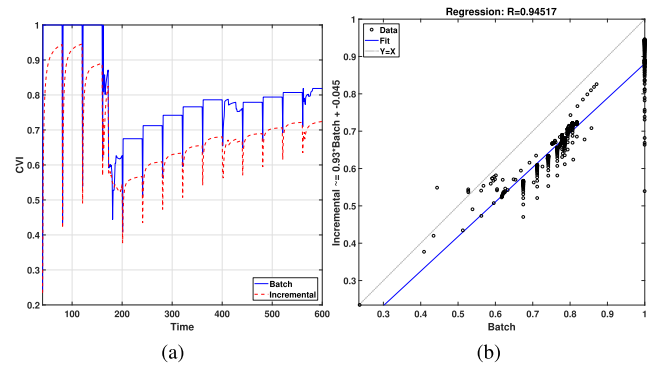 1
0.9
0.8
0.7
0.6
0.5
0.4
0.3
0.2
CVI
100 200 300 400 500 600
Time
Batch
Incremental
(a)
Regression: R=0.94517
Data
Fit
Y=X
1
0.9
0.8
0.7
0.6
0.5
0.4
0.3
Incremental ~= 0.93*Batch + -0.045
0.3 0.4 0.5 0.6 0.7 0.8 0.9 1
Batch
(b)